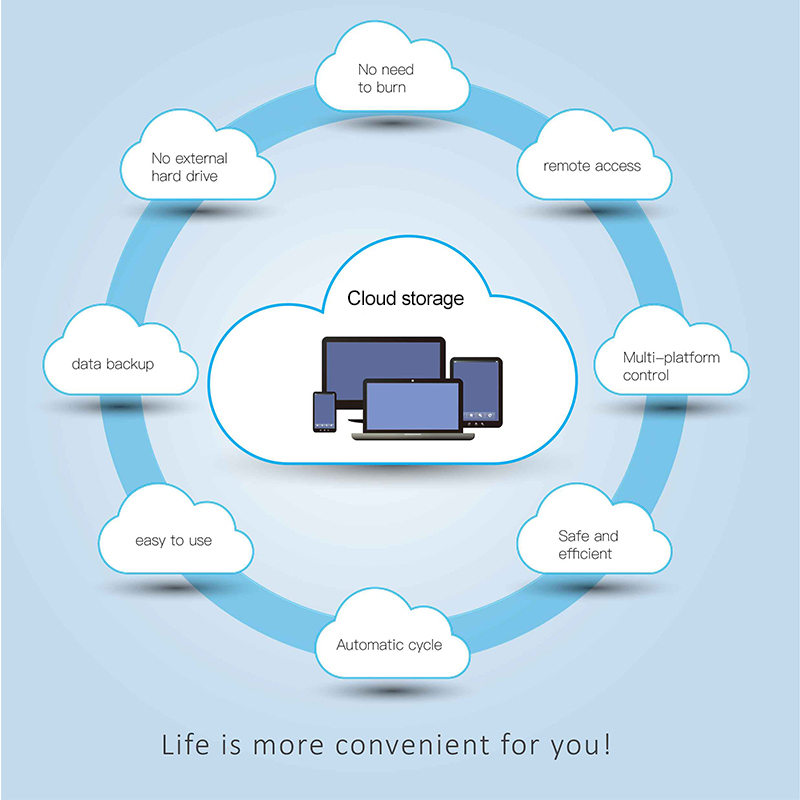 No need
to burn
No external
hard drive
remote access
Cloud storage
data backup
Multi-platform
control
easy to use
Safe and
efficient
Automatic cycle
Life is more convenient for you!